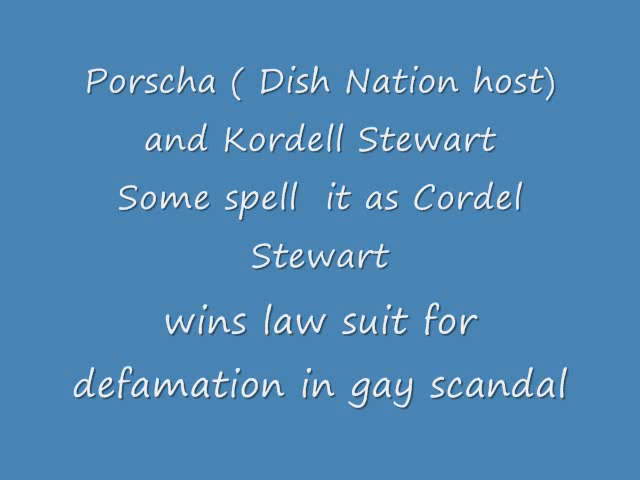 Porscha ( Dish Nation host)
and Kordell Stewart
Some spell  it as Cordel
Stewart
wins law suit for
defamation in gay scandal